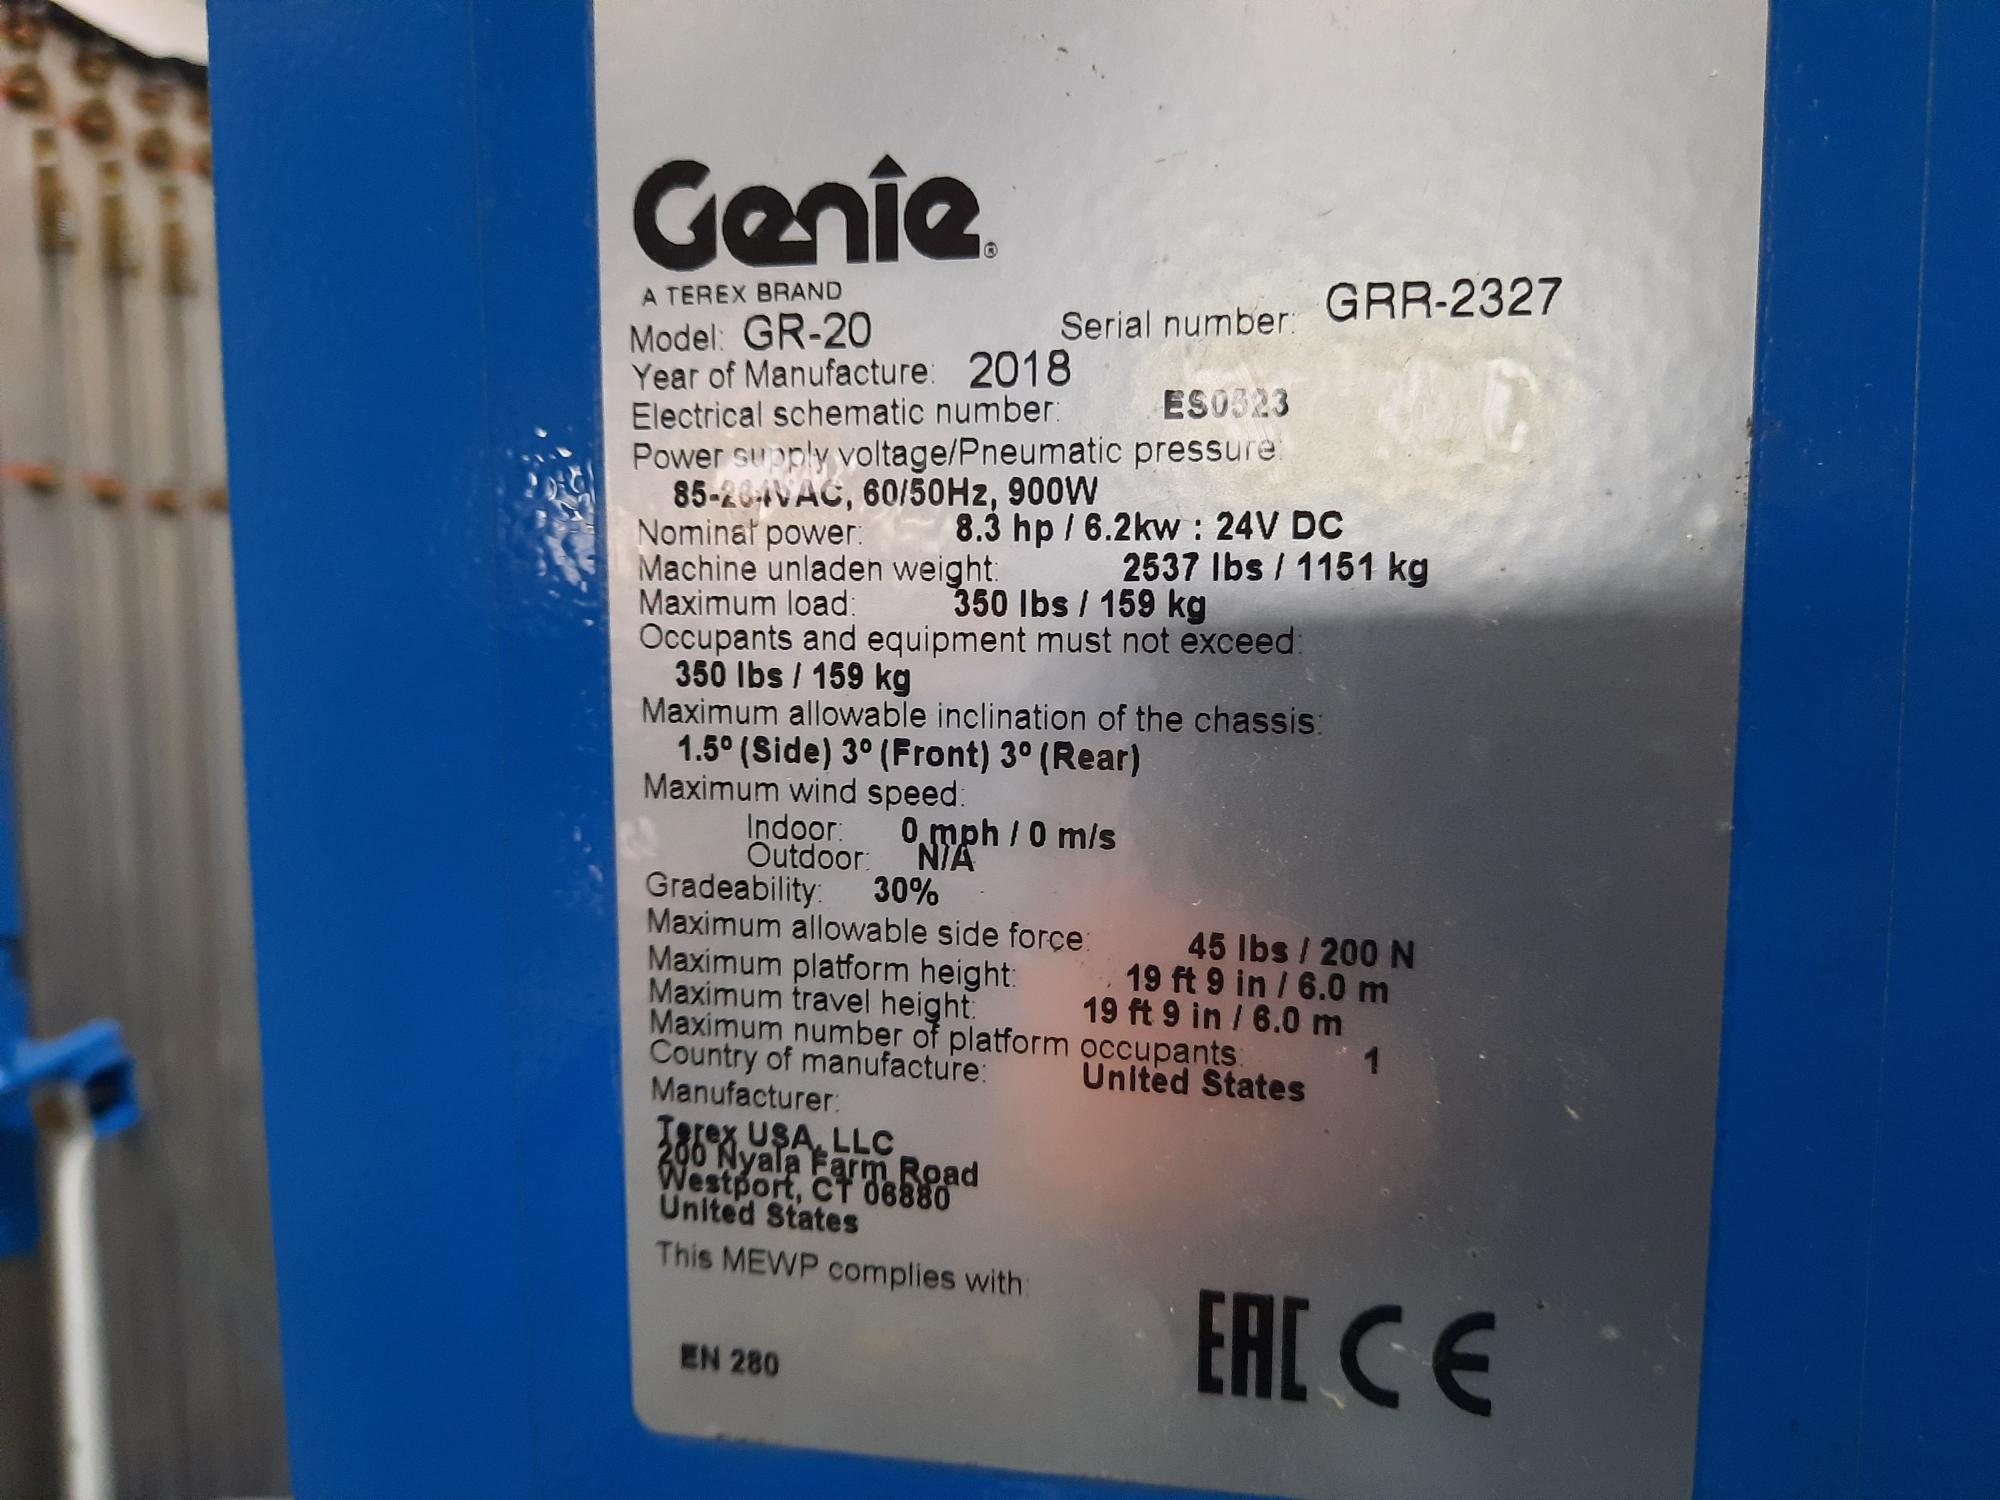 Genie®
A TEREX BRAND
Model: GR-20 Serial number: GRR-2327
Year of Manufacture: 2018
Electrical schematic number: ES0523
Power supply voltage/Pneumatic pressure:
85-264VAC, 60/50Hz, 900W
Nominal power: 8.3 hp / 6.2kw : 24V DC
Machine unladen weight: 2537 lbs / 1151 kg
Maximum load: 350 lbs / 159 kg
Occupants and equipment must not exceed:
350 lbs / 159 kg
Maximum allowable inclination of the chassis:
1.5º (Side) 3º (Front) 3º (Rear)
Maximum wind speed:
Indoor: 0 mph / 0 m/s
Outdoor: N/A
Gradeability: 30%
Maximum allowable side force: 45 lbs / 200 N
Maximum platform height: 19 ft 9 in / 6.0 m
Maximum travel height: 19 ft 9 in / 6.0 m
Maximum number of platform occupants: 1
Country of manufacture: United States
Manufacturer:
Terex USA, LLC
200 Nyala Farm Road
Westport, CT 06880
United States
This MEWP complies with:
EN 280
EAC CE